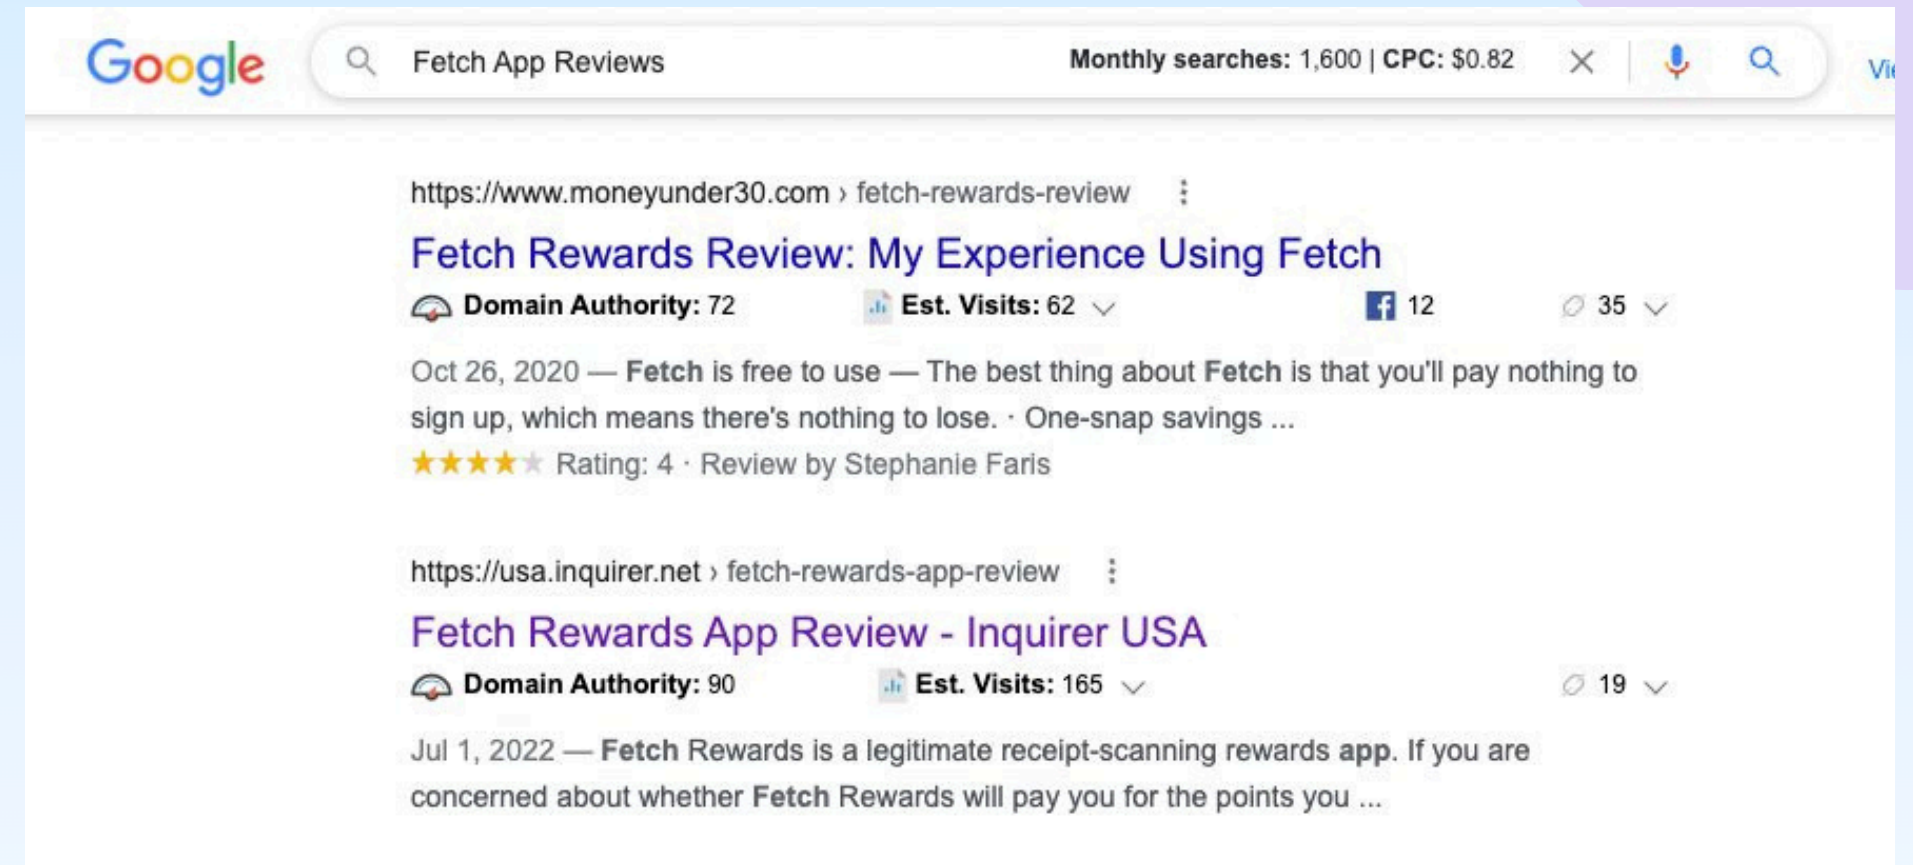 Google Fetch App Reviews Monthly searches: 1,600 | CPC: $0.82
https://www.moneyunder30.com › fetch-rewards-review
Fetch Rewards Review: My Experience Using Fetch
Domain Authority: 72 Est. Visits: 62 12 35
Oct 26, 2020 — Fetch is free to use — The best thing about Fetch is that you'll pay nothing to
sign up, which means there's nothing to lose. · One-snap savings ...
Rating: 4 · Review by Stephanie Faris
https://usa.inquirer.net › fetch-rewards-app-review
Fetch Rewards App Review - Inquirer USA
Domain Authority: 90 Est. Visits: 165 19
Jul 1, 2022 — Fetch Rewards is a legitimate receipt-scanning rewards app. If you are
concerned about whether Fetch Rewards will pay you for the points you ...